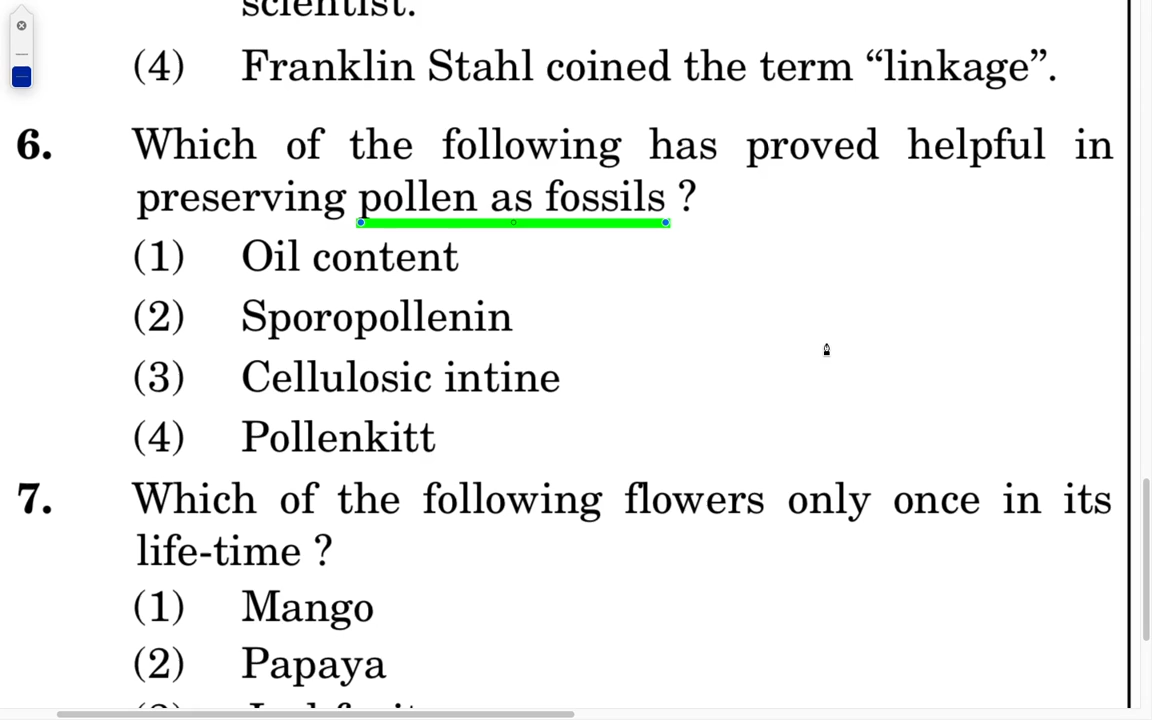 scientist.
(4) Franklin Stahl coined the term “linkage”.
6. Which of the following has proved helpful in
preserving pollen as fossils ?
(1) Oil content
(2) Sporopollenin
(3) Cellulosic intine
(4) Pollenkitt
7. Which of the following flowers only once in its
life-time ?
(1) Mango
(2) Papaya